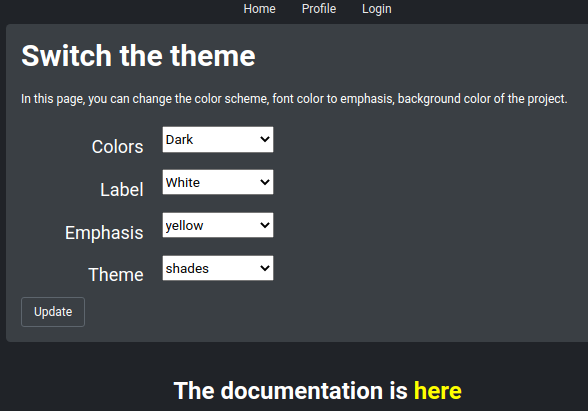 Home Profile Login
Switch the theme
In this page, you can change the color scheme, font color to emphasis, background color of the project.
Colors Dark
Label White
Emphasis yellow
Theme shades
Update
The documentation is here